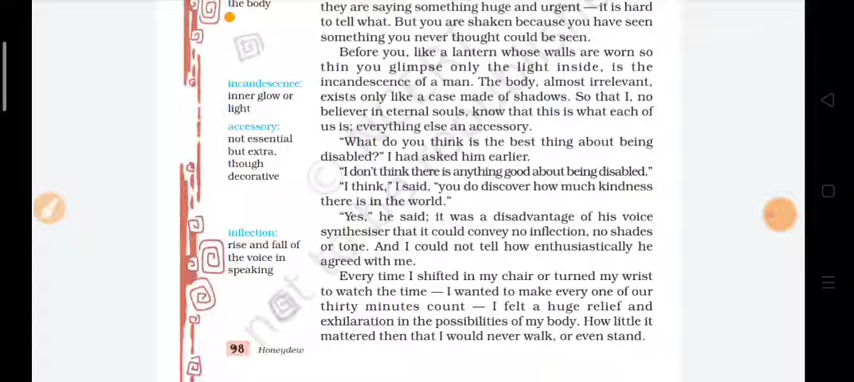 the body
they are saying something huge and urgent — it is hard
to tell what. But you are shaken because you have seen
something you never thought could be seen.
Before you, like a lantern whose walls are worn so
thin you glimpse only the light inside, is the
incandescence of a man. The body, almost irrelevant,
exists only like a case made of shadows. So that I, no
believer in eternal souls, know that this is what each of
us is; everything else an accessory.
“What do you think is the best thing about being
disabled?” I had asked him earlier.
“I don’t think there is anything good about being disabled.”
“I think,” I said, “you do discover how much kindness
there is in the world.”
“Yes,” he said; it was a disadvantage of his voice
synthesiser that it could convey no inflection, no shades
or tone. And I could not tell how enthusiastically he
agreed with me.
Every time I shifted in my chair or turned my wrist
to watch the time — I wanted to make every one of our
thirty minutes count — I felt a huge relief and
exhilaration in the possibilities of my body. How little it
mattered then that I would never walk, or even stand.
incandescence:
inner glow or
light
accessory:
not essential
but extra,
though
decorative
inflection:
rise and fall of
the voice in
speaking
98 Honeydew